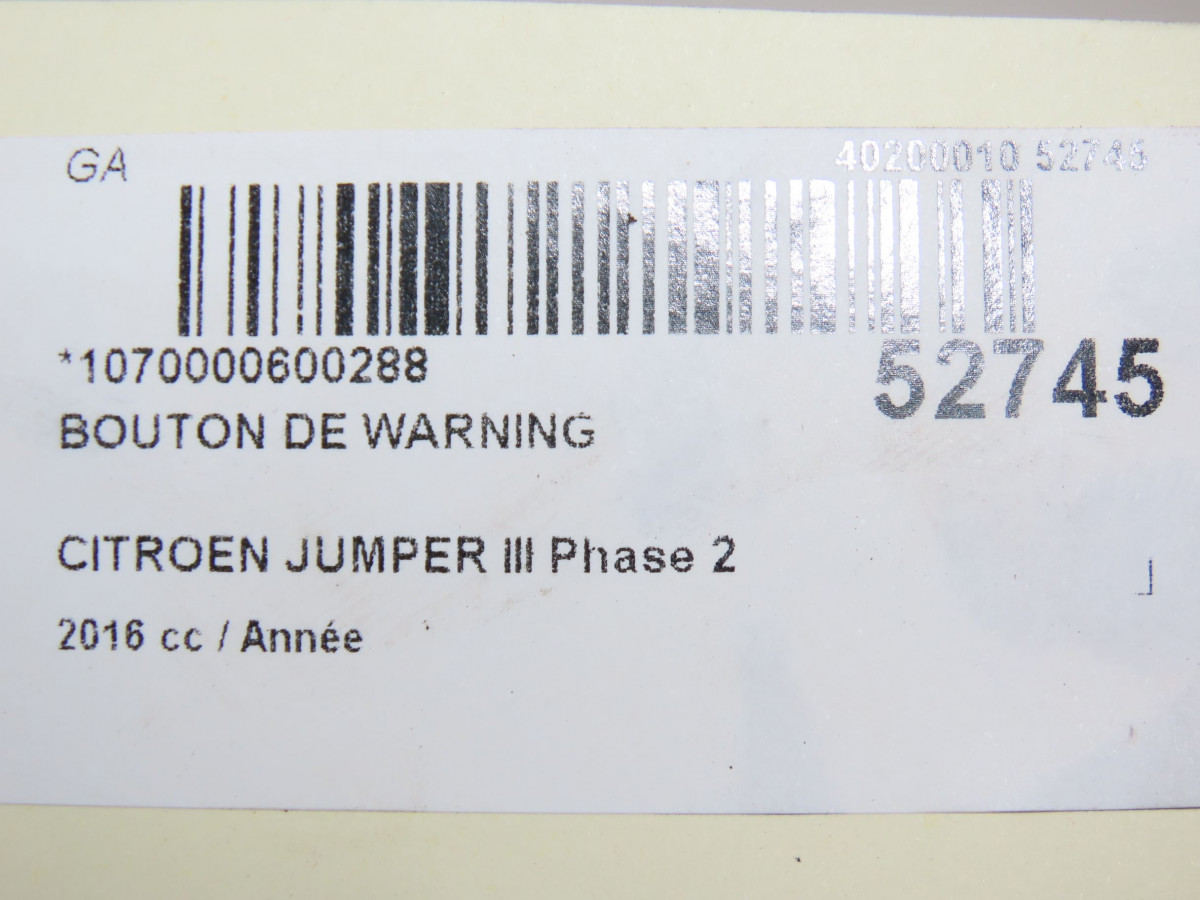 GA
40200010 52745
*1070000600288
52745
BOUTON DE WARNING
CITROEN JUMPER III Phase 2
2016 cc / Année